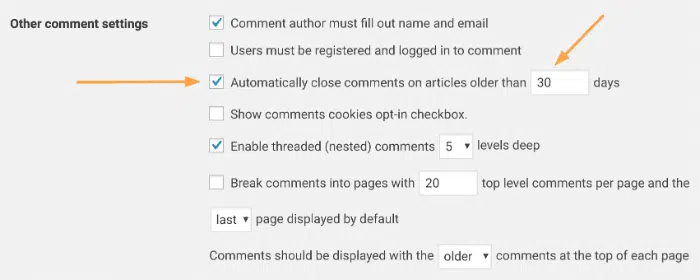 Other comment settings
Comment author must fill out name and email
Users must be registered and logged in to comment
Automatically close comments on articles older than 30 days
Show comments cookies opt-in checkbox.
Enable threaded (nested) comments 5 levels deep
Break comments into pages with 20 top level comments per page and the
last page displayed by default
Comments should be displayed with the older comments at the top of each page